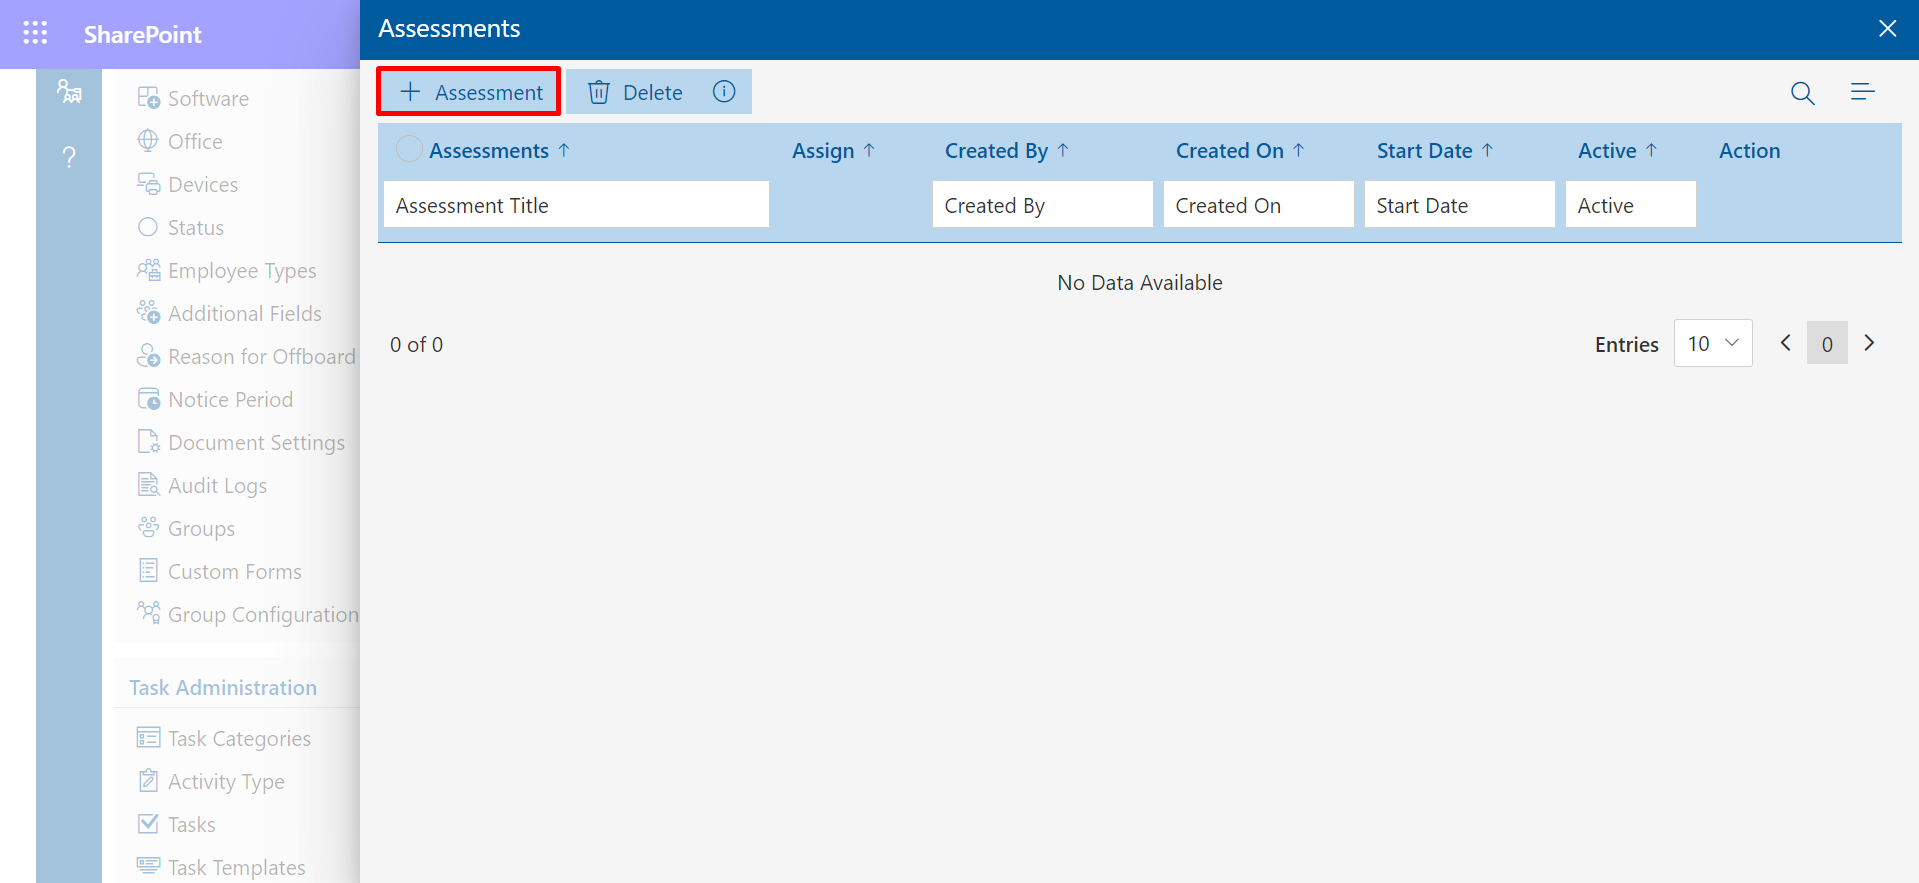 SharePoint
Assessments
Assessment
Delete
Assessments Assign Created By Created On Start Date Active Action
Assessment Title Created By Created On Start Date Active
No Data Available
0 of 0
Entries 10 0
Software
Office
Devices
Status
Employee Types
Additional Fields
Reason for Offboard
Notice Period
Document Settings
Audit Logs
Groups
Custom Forms
Group Configuration
Task Administration
Task Categories
Activity Type
Tasks
Task Templates